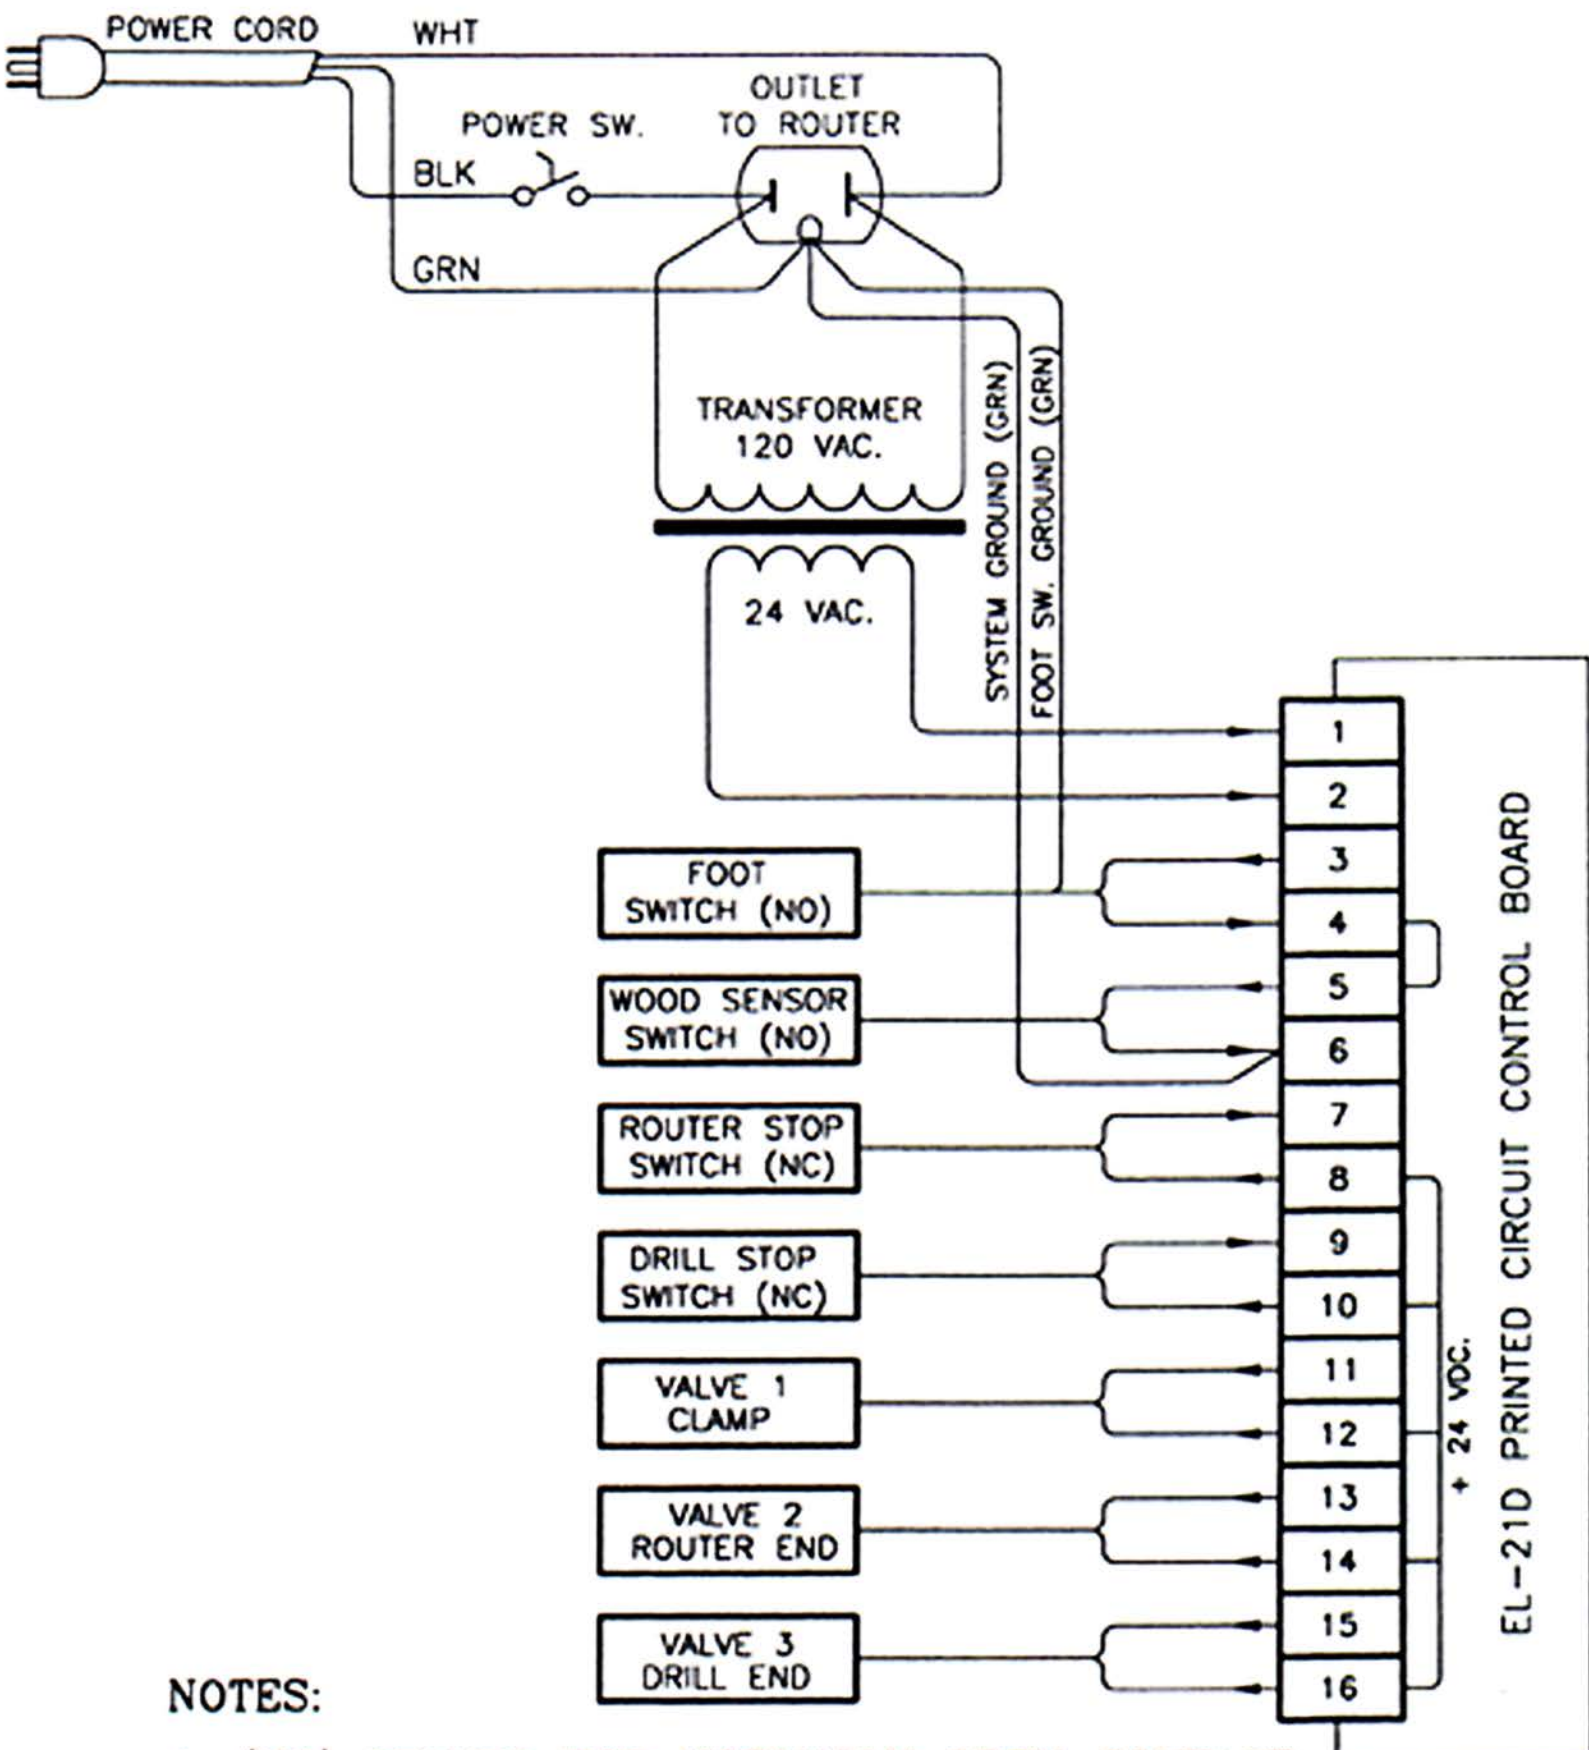 POWER CORD
WHT
OUTLET
TO ROUTER
POWER SW.
BLK
GRN
TRANSFORMER
120 VAC.
24 VAC.
SYSTEM GROUND (GRN)
FOOT SW. GROUND (GRN)
1
2
3
4
5
6
7
8
9
10
11
12
13
14
15
16
FOOT
SWITCH (NO)
WOOD SENSOR
SWITCH (NO)
ROUTER STOP
SWITCH (NC)
DRILL STOP
SWITCH (NC)
VALVE 1
CLAMP
VALVE 2
ROUTER END
VALVE 3
DRILL END
+ 24 VDC.
EL-21D PRINTED CIRCUIT CONTROL BOARD
NOTES: